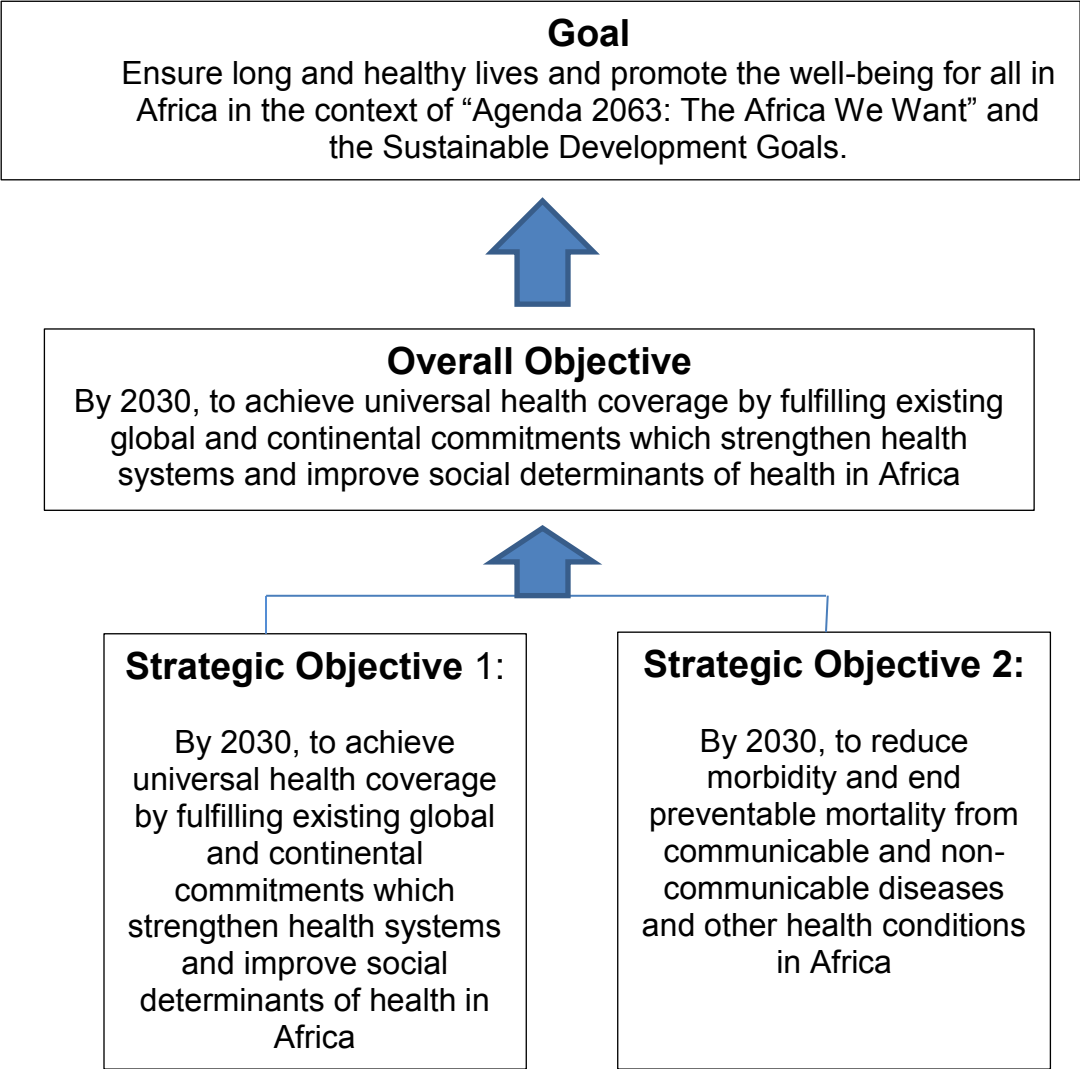 Goal
Ensure long and healthy lives and promote the well-being for all in
Africa in the context of “Agenda 2063: The Africa We Want” and
the Sustainable Development Goals.
Overall Objective
By 2030, to achieve universal health coverage by fulfilling existing
global and continental commitments which strengthen health
systems and improve social determinants of health in Africa
Strategic Objective 1:
By 2030, to achieve
universal health coverage
by fulfilling existing global
and continental
commitments which
strengthen health systems
and improve social
determinants of health in
Africa
Strategic Objective 2:
By 2030, to reduce
morbidity and end
preventable mortality from
communicable and non-
communicable diseases
and other health conditions
in Africa